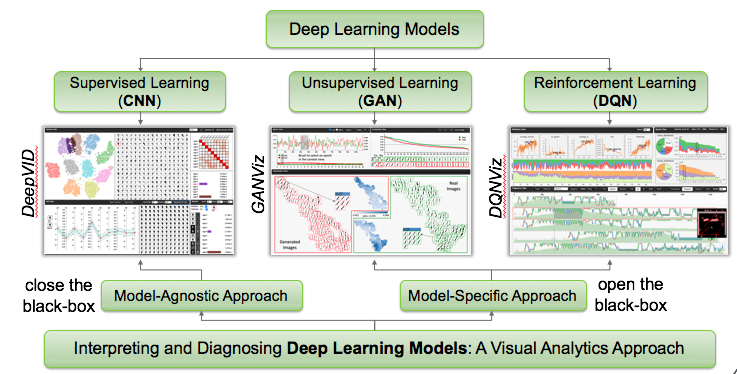 Deep Learning Models
Supervised Learning
(CNN)
Unsupervised Learning
(GAN)
Reinforcement Learning
(DQN)
DeepVID
GANViz
DQNViz
Generated
Images
Real
Images
close the
black-box
Model-Agnostic Approach
Model-Specific Approach
open the
black-box
Interpreting and Diagnosing Deep Learning Models: A Visual Analytics Approach